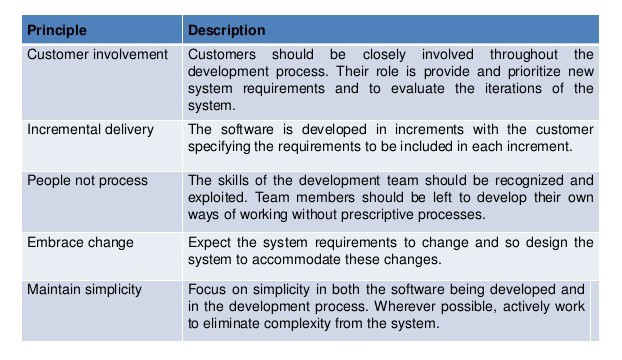 Principle Description
Customer involvement Customers should be closely involved throughout the
development process. Their role is provide and prioritize new
system requirements and to evaluate the iterations of the
system.
Incremental delivery The software is developed in increments with the customer
specifying the requirements to be included in each increment.
People not process The skills of the development team should be recognized and
exploited. Team members should be left to develop their own
ways of working without prescriptive processes.
Embrace change Expect the system requirements to change and so design the
system to accommodate these changes.
Maintain simplicity Focus on simplicity in both the software being developed and
in the development process. Wherever possible, actively work
to eliminate complexity from the system.